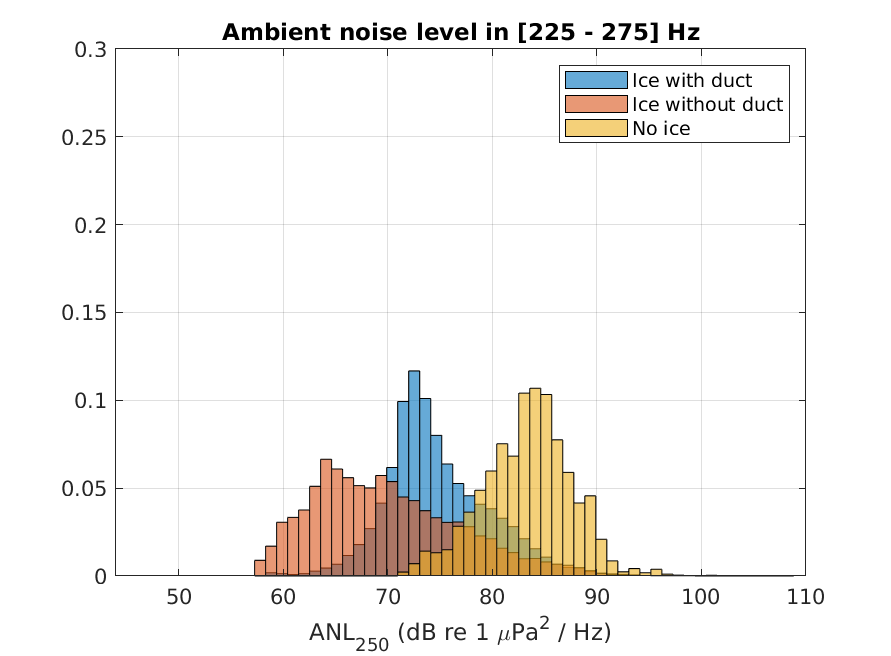 Ambient noise level in [225 - 275] Hz
0.3
0.25
0.2
0.15
0.1
0.05
0
Ice with duct
Ice without duct
No ice
50 60 70 80 90 100 110
ANL250 (dB re 1 μPa2 / Hz)